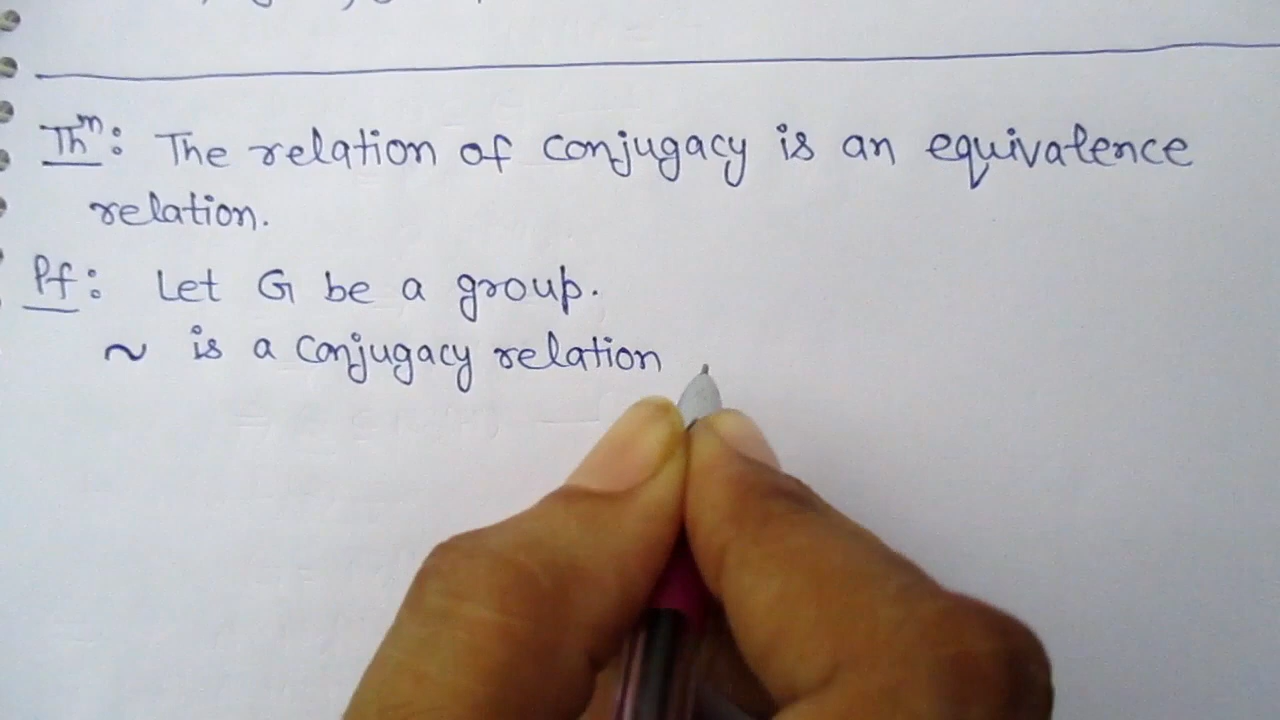 Thm: The relation of conjugacy is an equivalence
relation.
Pf: Let G be a group.
~ is a conjugacy relation